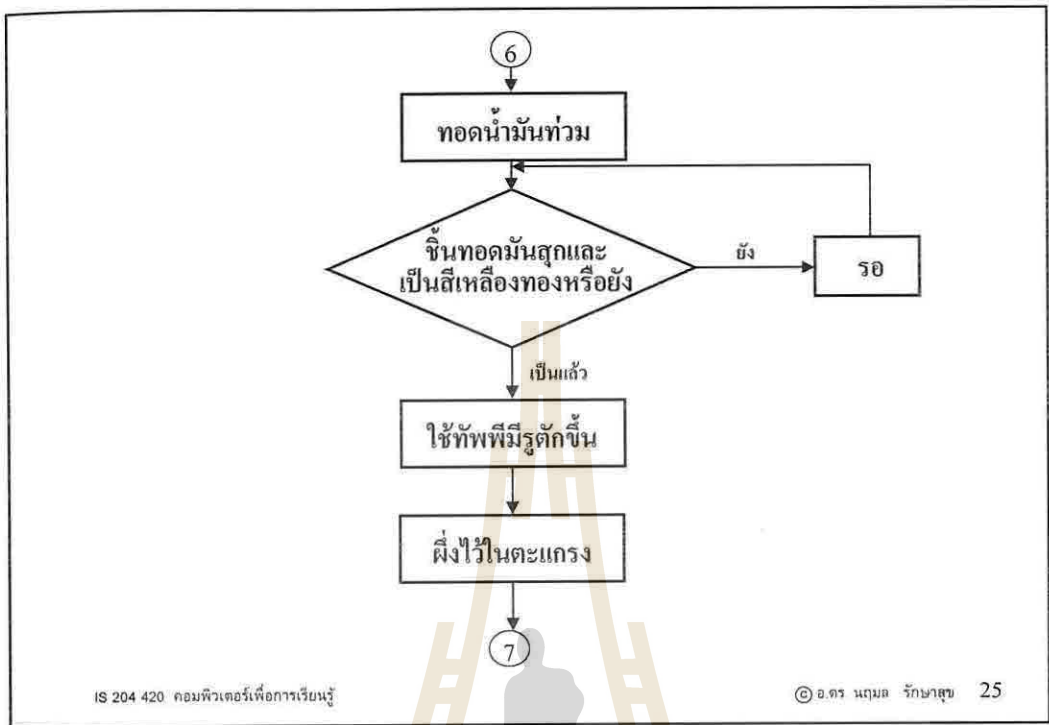 6
ทอดน้ำมันท่วม
ชิ้นทอดมันสุกและ
เป็นสีเหลืองทองหรือยัง
ยัง
รอ
เป็นแล้ว
ใช้ทัพพีมีรูตักขึ้น
ผึ่งไว้ในตะแกรง
7
IS 204 420 คอมพิวเตอร์เพื่อการเรียนรู้
© อ.ดร นฤมล รักษาสุข 25